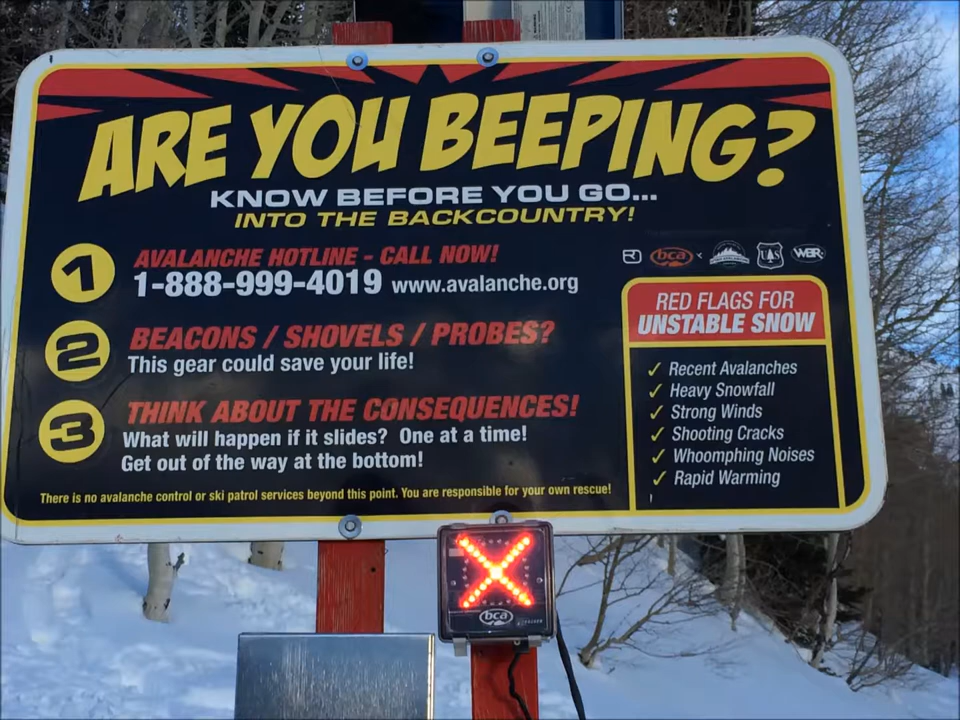 ARE YOU BEEPING?
KNOW BEFORE YOU GO...
INTO THE BACKCOUNTRY!
1 AVALANCHE HOTLINE - CALL NOW!
1-888-999-4019 www.avalanche.org
2 BEACONS / SHOVELS / PROBES?
This gear could save your life!
3 THINK ABOUT THE CONSEQUENCES!
What will happen if it slides? One at a time!
Get out of the way at the bottom!
There is no avalanche control or ski patrol services beyond this point. You are responsible for your own rescue!
bca
WBR
RED FLAGS FOR
UNSTABLE SNOW
✓ Recent Avalanches
✓ Heavy Snowfall
✓ Strong Winds
✓ Shooting Cracks
✓ Whoomphing Noises
✓ Rapid Warming
X
bca